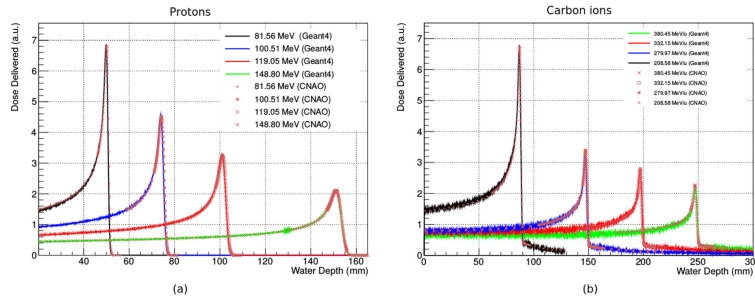 Protons
Dose Delivered (a.u.)
7
6
5
4
3
2
1
0
81.56 MeV (Geant4)
100.51 MeV (Geant4)
119.05 MeV (Geant4)
148.80 MeV (Geant4)
81.56 MeV (CNAO)
100.51 MeV (CNAO)
119.05 MeV (CNAO)
148.80 MeV (CNAO)
20 40 60 80 100 120 140 160
Water Depth (mm)
(a)
Carbon ions
Dose Delivered (a.u.)
7
6
5
4
3
2
1
0
380.45 MeV/u (Geant4)
332.15 MeV/u (Geant4)
279.97 MeV/u (Geant4)
208.58 MeV/u (Geant4)
380.45 MeV/u (CNAO)
332.15 MeV/u (CNAO)
279.97 MeV/u (CNAO)
208.58 MeV/u (CNAO)
0 50 100 150 200 250 300
Water Depth (mm)
(b)